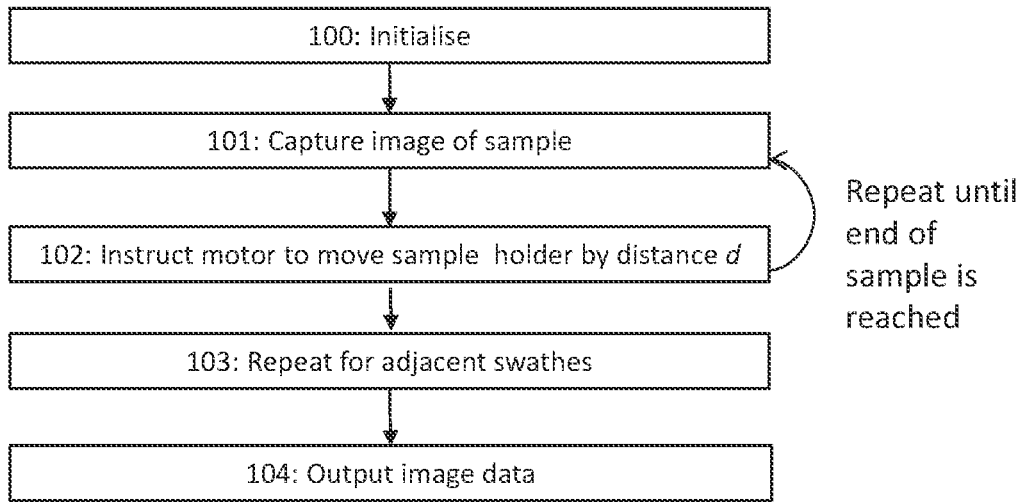 100: Initialise
101: Capture image of sample
Repeat until
end of
sample is
reached
102: Instruct motor to move sample holder by distance d
103: Repeat for adjacent swathes
104: Output image data